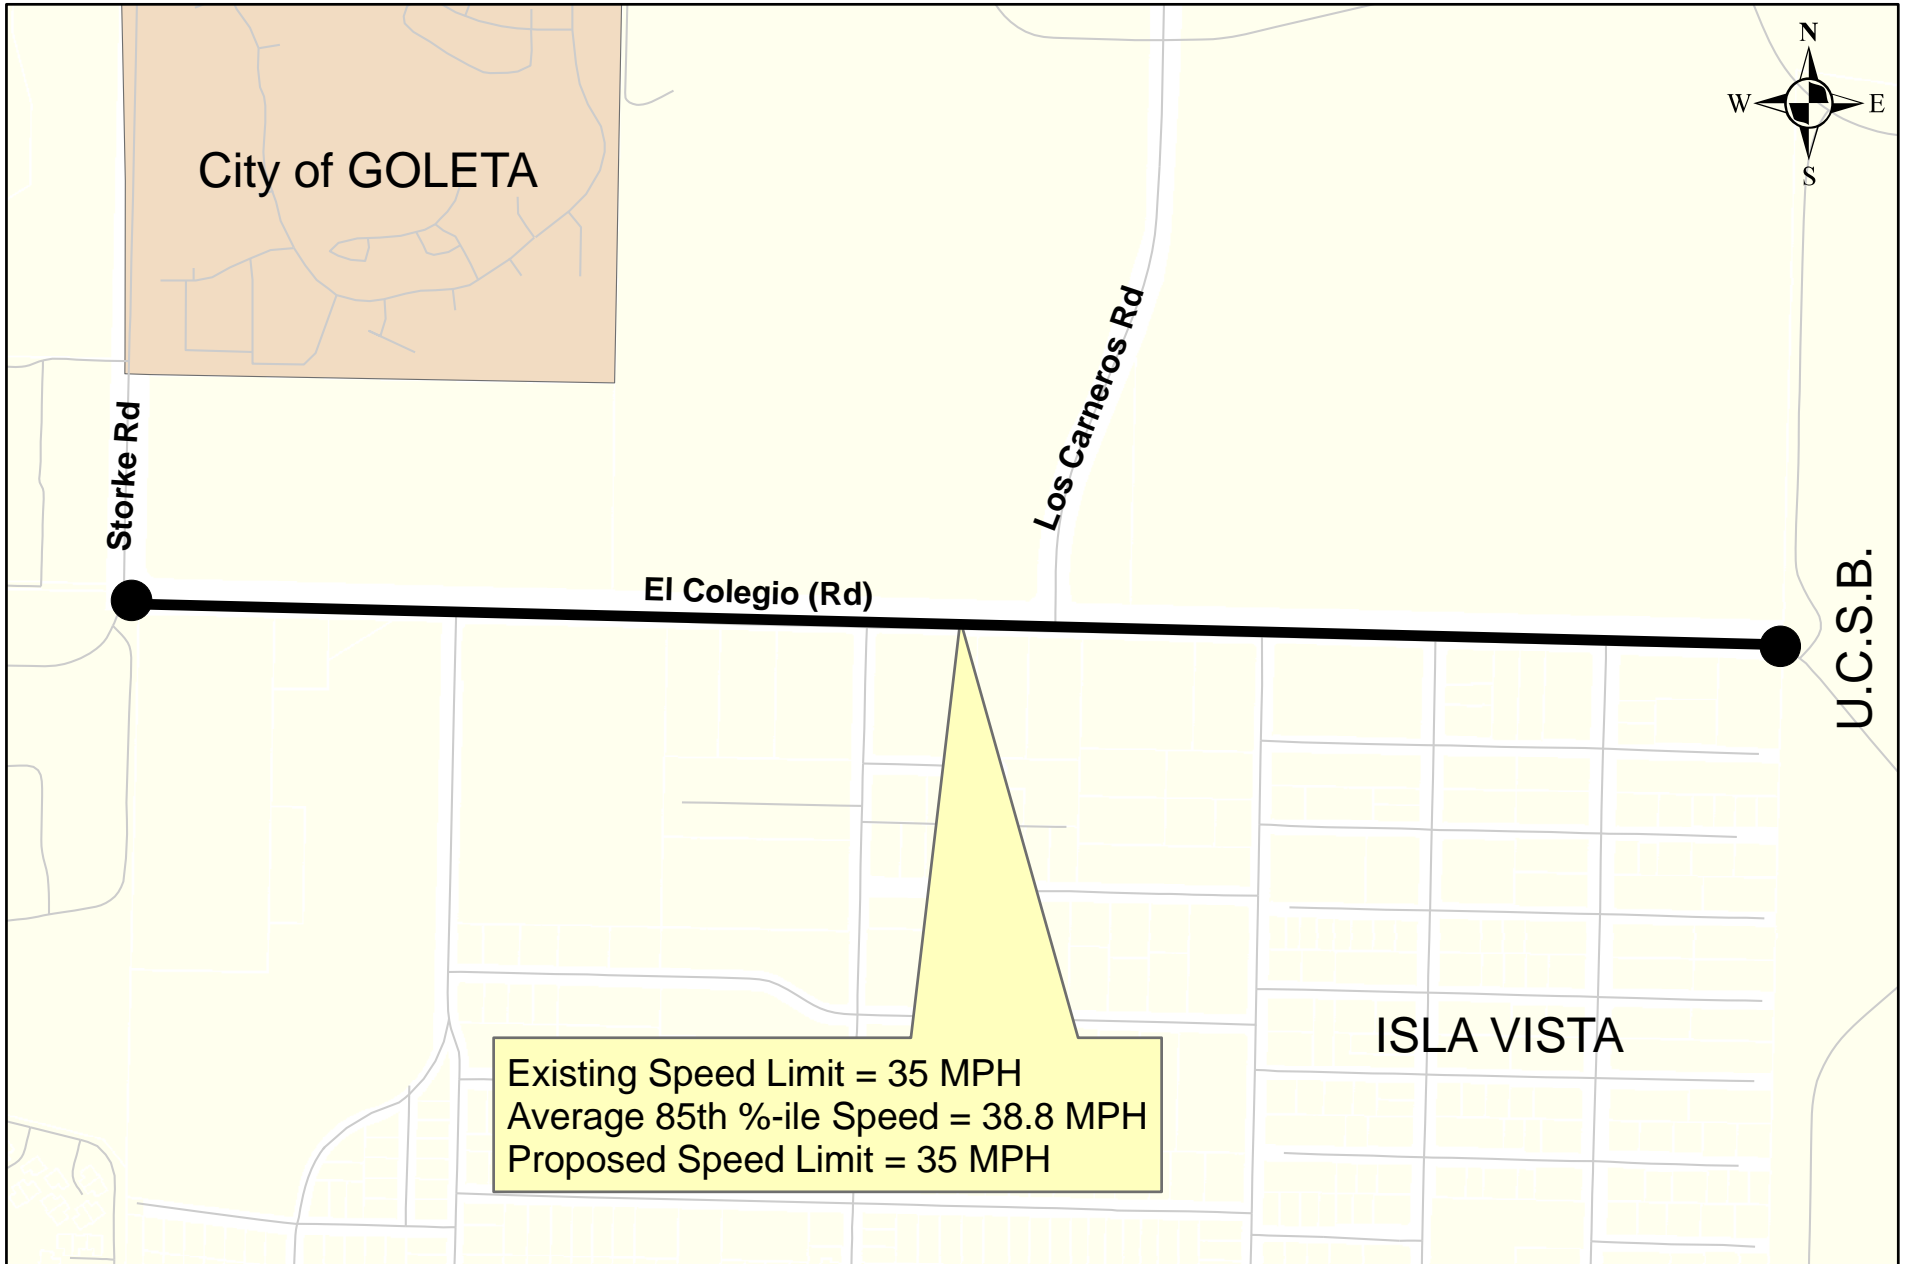 N
W E
S
City of GOLETA
Storke Rd
Los Carneros Rd
El Colegio (Rd)
U.C.S.B.
ISLA VISTA
Existing Speed Limit = 35 MPH
Average 85th %-ile Speed = 38.8 MPH
Proposed Speed Limit = 35 MPH